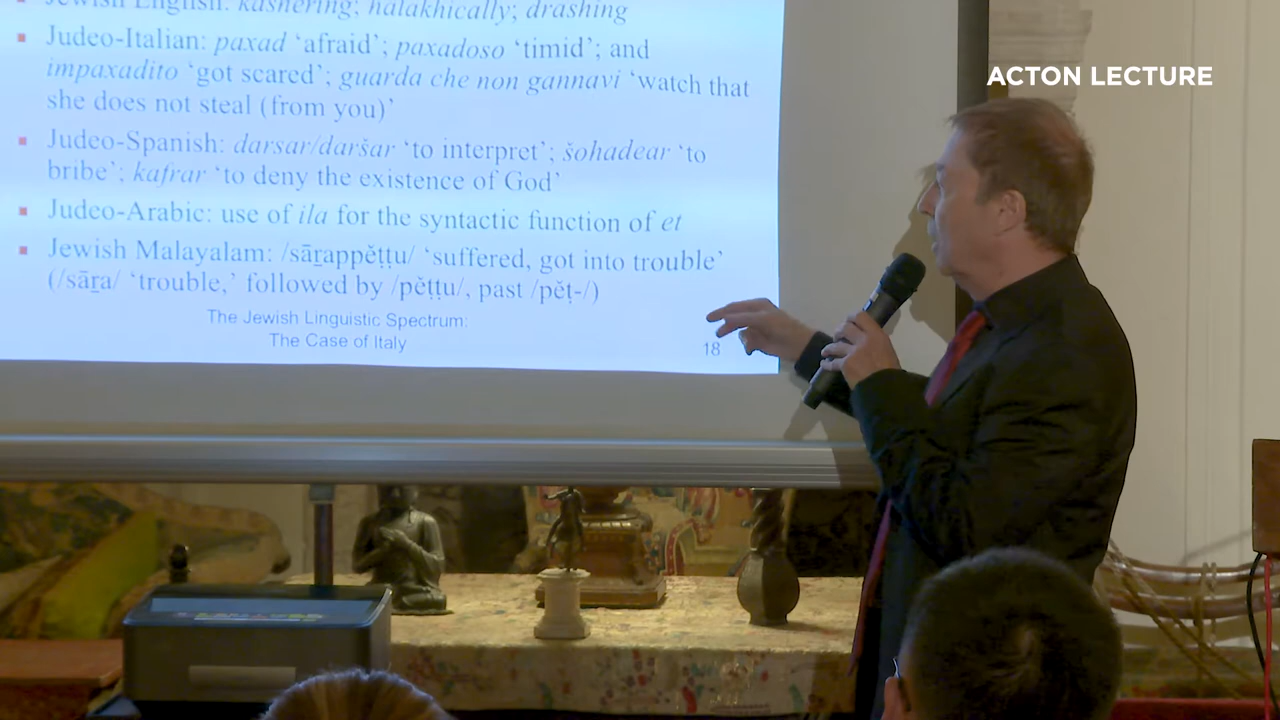 Jewish English: kashering; halakhically; drashing
Judeo-Italian: paxad ‘afraid’; paxadoso ‘timid’; and
impaxadito ‘got scared’; guarda che non gannavi ‘watch that
she does not steal (from you)’
Judeo-Spanish: darsar/daršar ‘to interpret’; šohadear ‘to
bribe’; kafrar ‘to deny the existence of God’
Judeo-Arabic: use of ila for the syntactic function of et
Jewish Malayalam: /sāṟappĕṭṭu/ ‘suffered, got into trouble’
(/sāṟa/ ‘trouble,’ followed by /pĕṭṭu/, past /pĕṭ-/)
The Jewish Linguistic Spectrum:
The Case of Italy
18
ACTON LECTURE